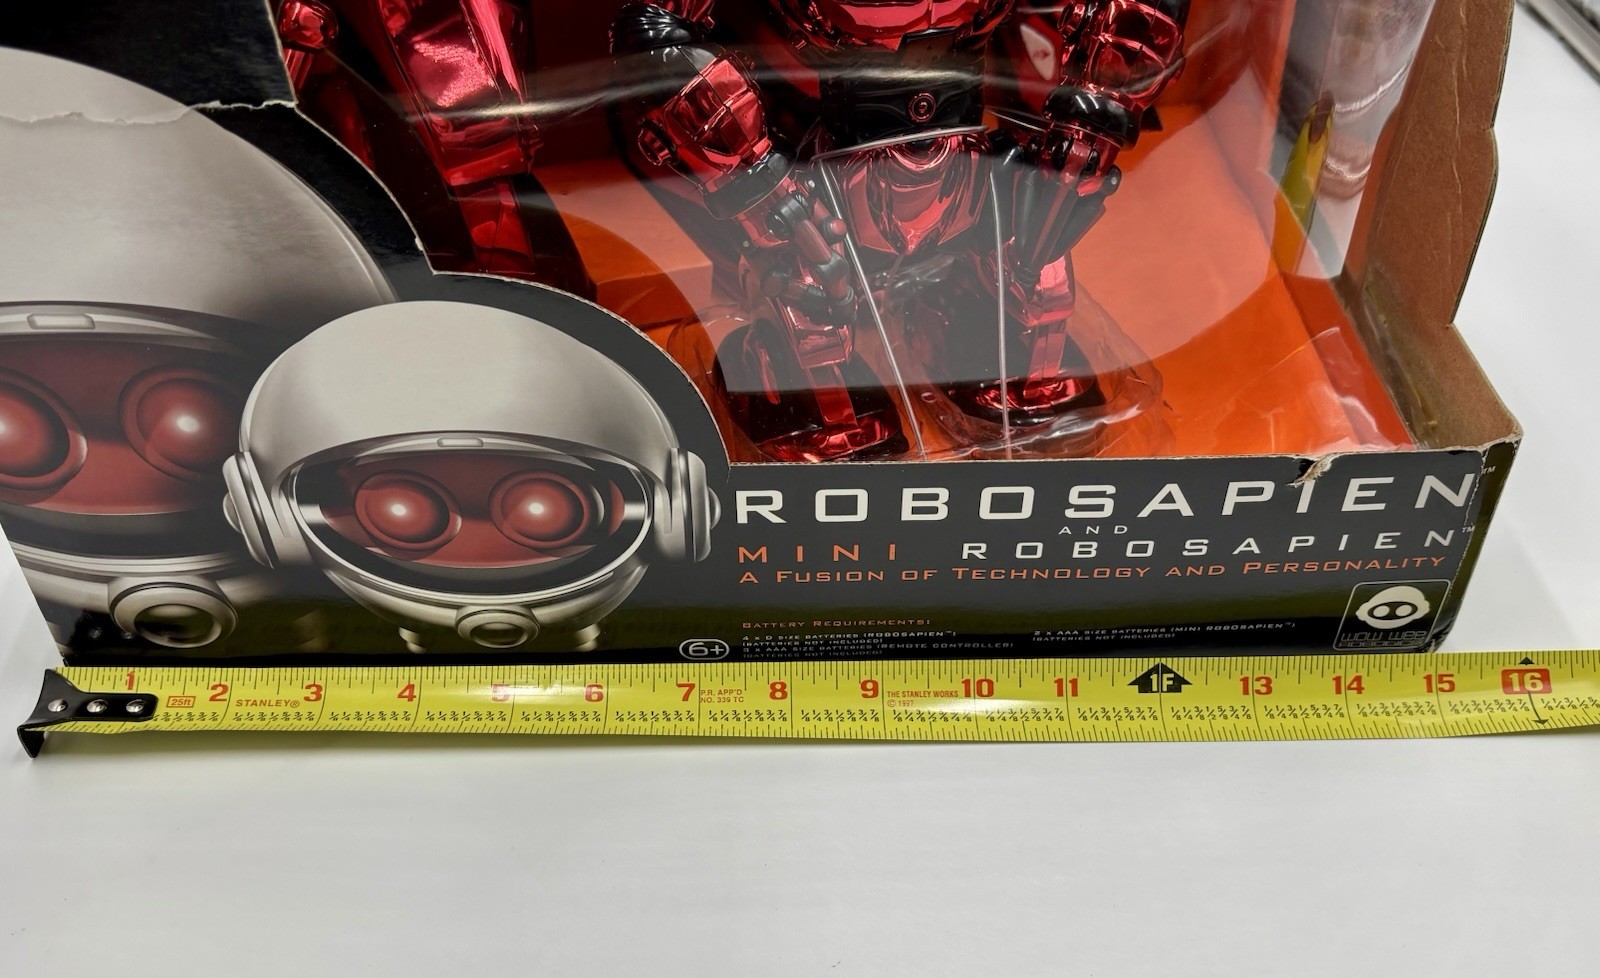 ROBOSAPIEN™
AND
MINI ROBOSAPIEN™
A FUSION OF TECHNOLOGY AND PERSONALITY
BATTERY REQUIREMENTS:
4 x D SIZE BATTERIES (ROBOSAPIEN™)
(BATTERIES NOT INCLUDED)
3 x AAA SIZE BATTERIES (REMOTE CONTROLLER)
(BATTERIES NOT INCLUDED)
2 x AAA SIZE BATTERIES (MINI ROBOSAPIEN™)
(BATTERIES NOT INCLUDED)
6+
WOW WEE
ROBOTICS
1 25ft 2 STANLEY® 3 4 5 6 7 P.R. APP'D 8 9 THE STANLEY WORKS 10 11 1F 13 14 15 16
NO. 339 TC © 1997